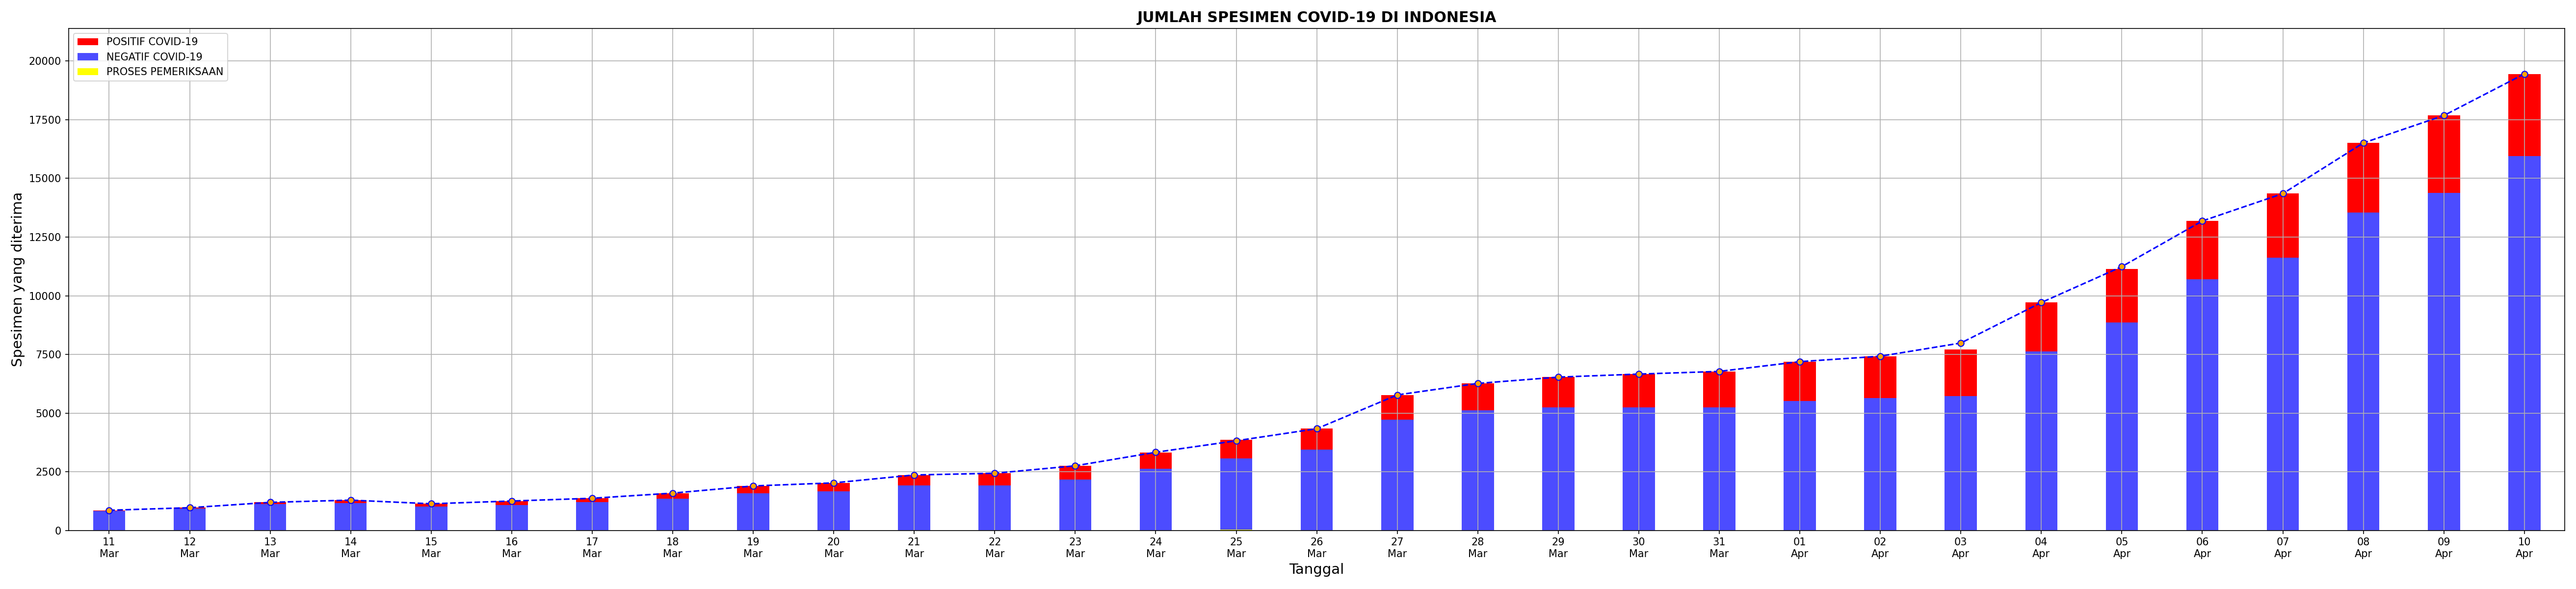 JUMLAH SPESIMEN COVID-19 DI INDONESIA
POSITIF COVID-19
NEGATIF COVID-19
PROSES PEMERIKSAAN
Spesimen yang diterima
20000
17500
15000
12500
10000
7500
5000
2500
0
11 12 13 14 15 16 17 18 19 20 21 22 23 24 25 26 27 28 29 30 31 01 02 03 04 05 06 07 08 09 10
Mar Mar Mar Mar Mar Mar Mar Mar Mar Mar Mar Mar Mar Mar Mar Mar Mar Mar Mar Mar Mar Apr Apr Apr Apr Apr Apr Apr Apr Apr Apr
Tanggal